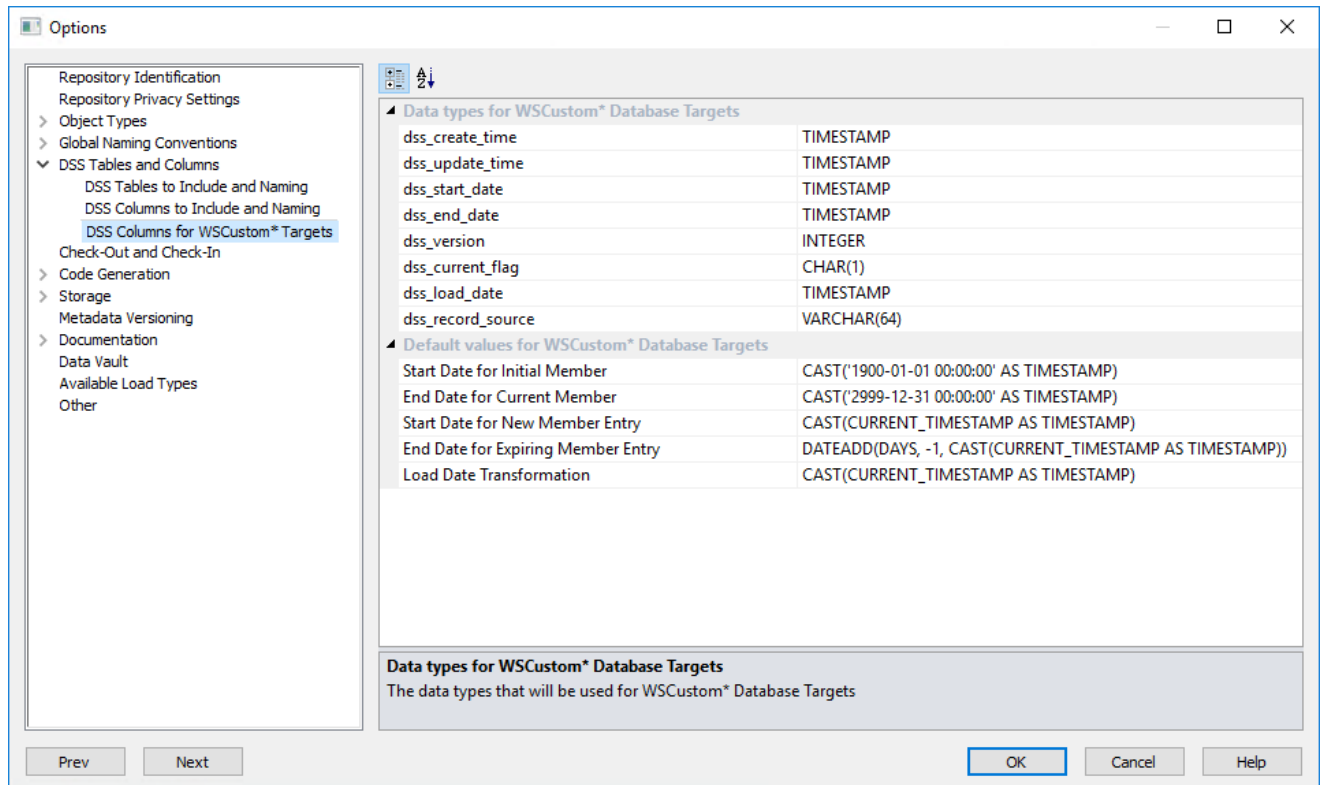 Options
Repository Identification
Repository Privacy Settings
Object Types
Global Naming Conventions
DSS Tables and Columns
DSS Tables to Include and Naming
DSS Columns to Include and Naming
DSS Columns for WSCustom* Targets
Check-Out and Check-In
Code Generation
Storage
Metadata Versioning
Documentation
Data Vault
Available Load Types
Other
Data types for WSCustom* Database Targets
dss_create_time TIMESTAMP
dss_update_time TIMESTAMP
dss_start_date TIMESTAMP
dss_end_date TIMESTAMP
dss_version INTEGER
dss_current_flag CHAR(1)
dss_load_date TIMESTAMP
dss_record_source VARCHAR(64)
Default values for WSCustom* Database Targets
Start Date for Initial Member CAST('1900-01-01 00:00:00' AS TIMESTAMP)
End Date for Current Member CAST('2999-12-31 00:00:00' AS TIMESTAMP)
Start Date for New Member Entry CAST(CURRENT_TIMESTAMP AS TIMESTAMP)
End Date for Expiring Member Entry DATEADD(DAYS, -1, CAST(CURRENT_TIMESTAMP AS TIMESTAMP))
Load Date Transformation CAST(CURRENT_TIMESTAMP AS TIMESTAMP)
Data types for WSCustom* Database Targets
The data types that will be used for WSCustom* Database Targets
Prev Next OK Cancel Help